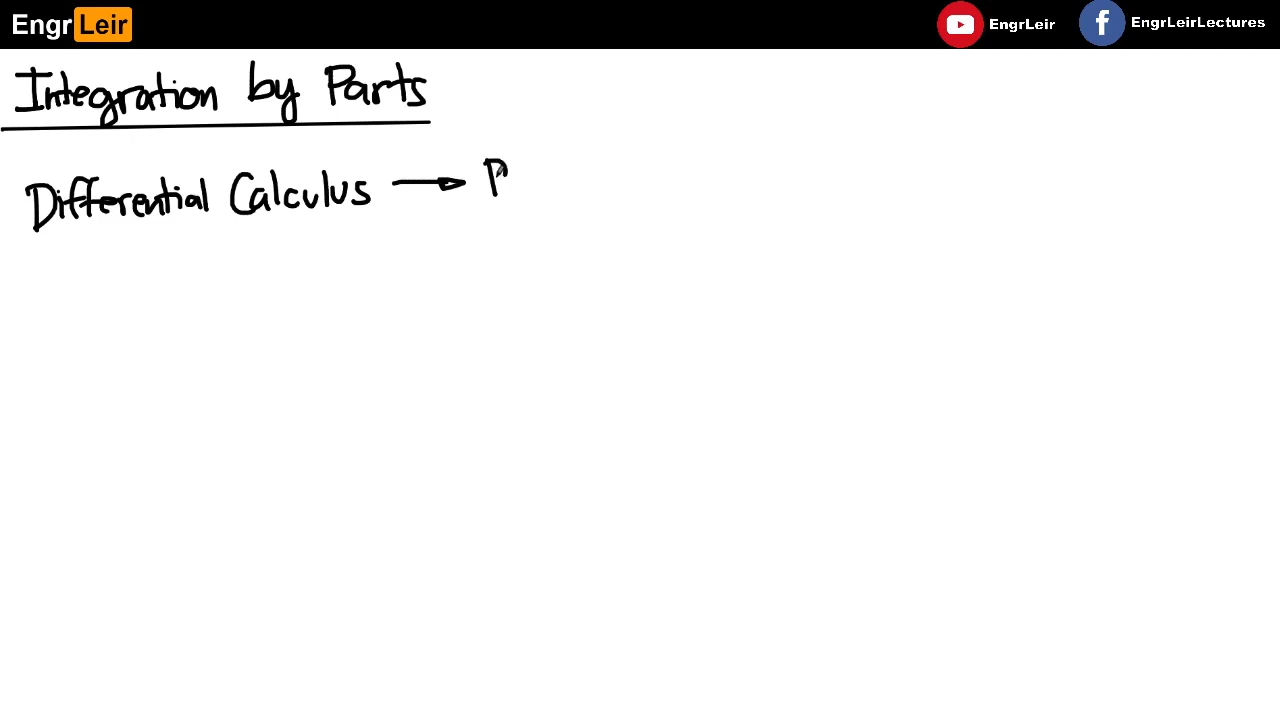 EngrLeir EngrLeir EngrLeirLectures
Integration by Parts
Differential Calculus → P